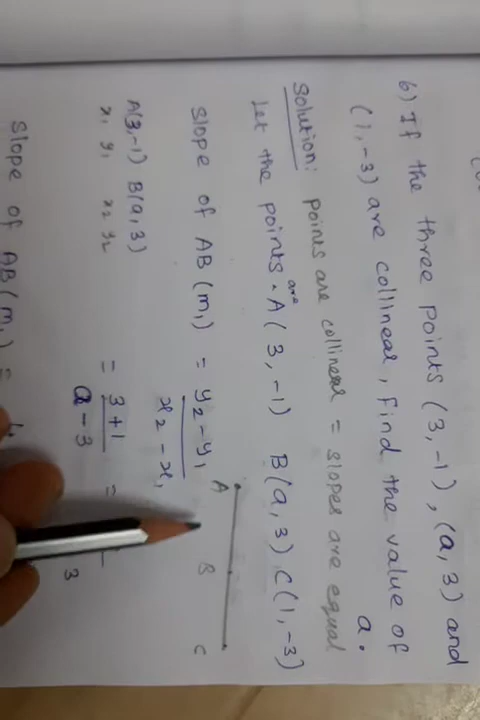 6) If the three points (3,-1), (a,3) and
(1,-3) are collinear, find the value of
a.
Solution: points are collinear = slopes are equal
Let the points are A(3,-1) B(a,3) C(1,-3)
Slope of AB (m₁) = y₂-y₁
x₂-x₁
A
B
C
A(3,-1) B(a,3)
x₁ y₁ x₂ y₂
= 3+1 =
a-3
3
Slope of AB(m₁) =